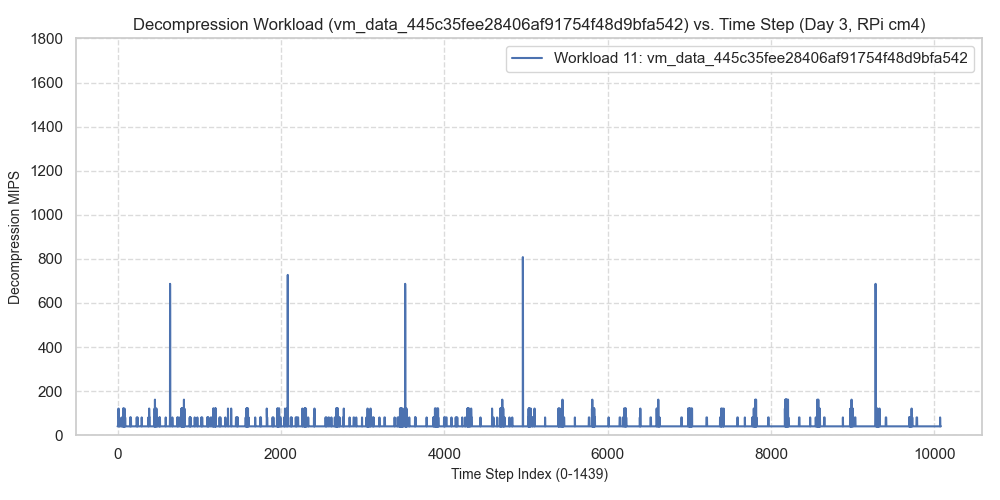 Decompression Workload (vm_data_445c35fee28406af91754f48d9bfa542) vs. Time Step (Day 3, RPi cm4)
Workload 11: vm_data_445c35fee28406af91754f48d9bfa542
Decompression MIPS
1800
1600
1400
1200
1000
800
600
400
200
0
0 2000 4000 6000 8000 10000
Time Step Index (0-1439)